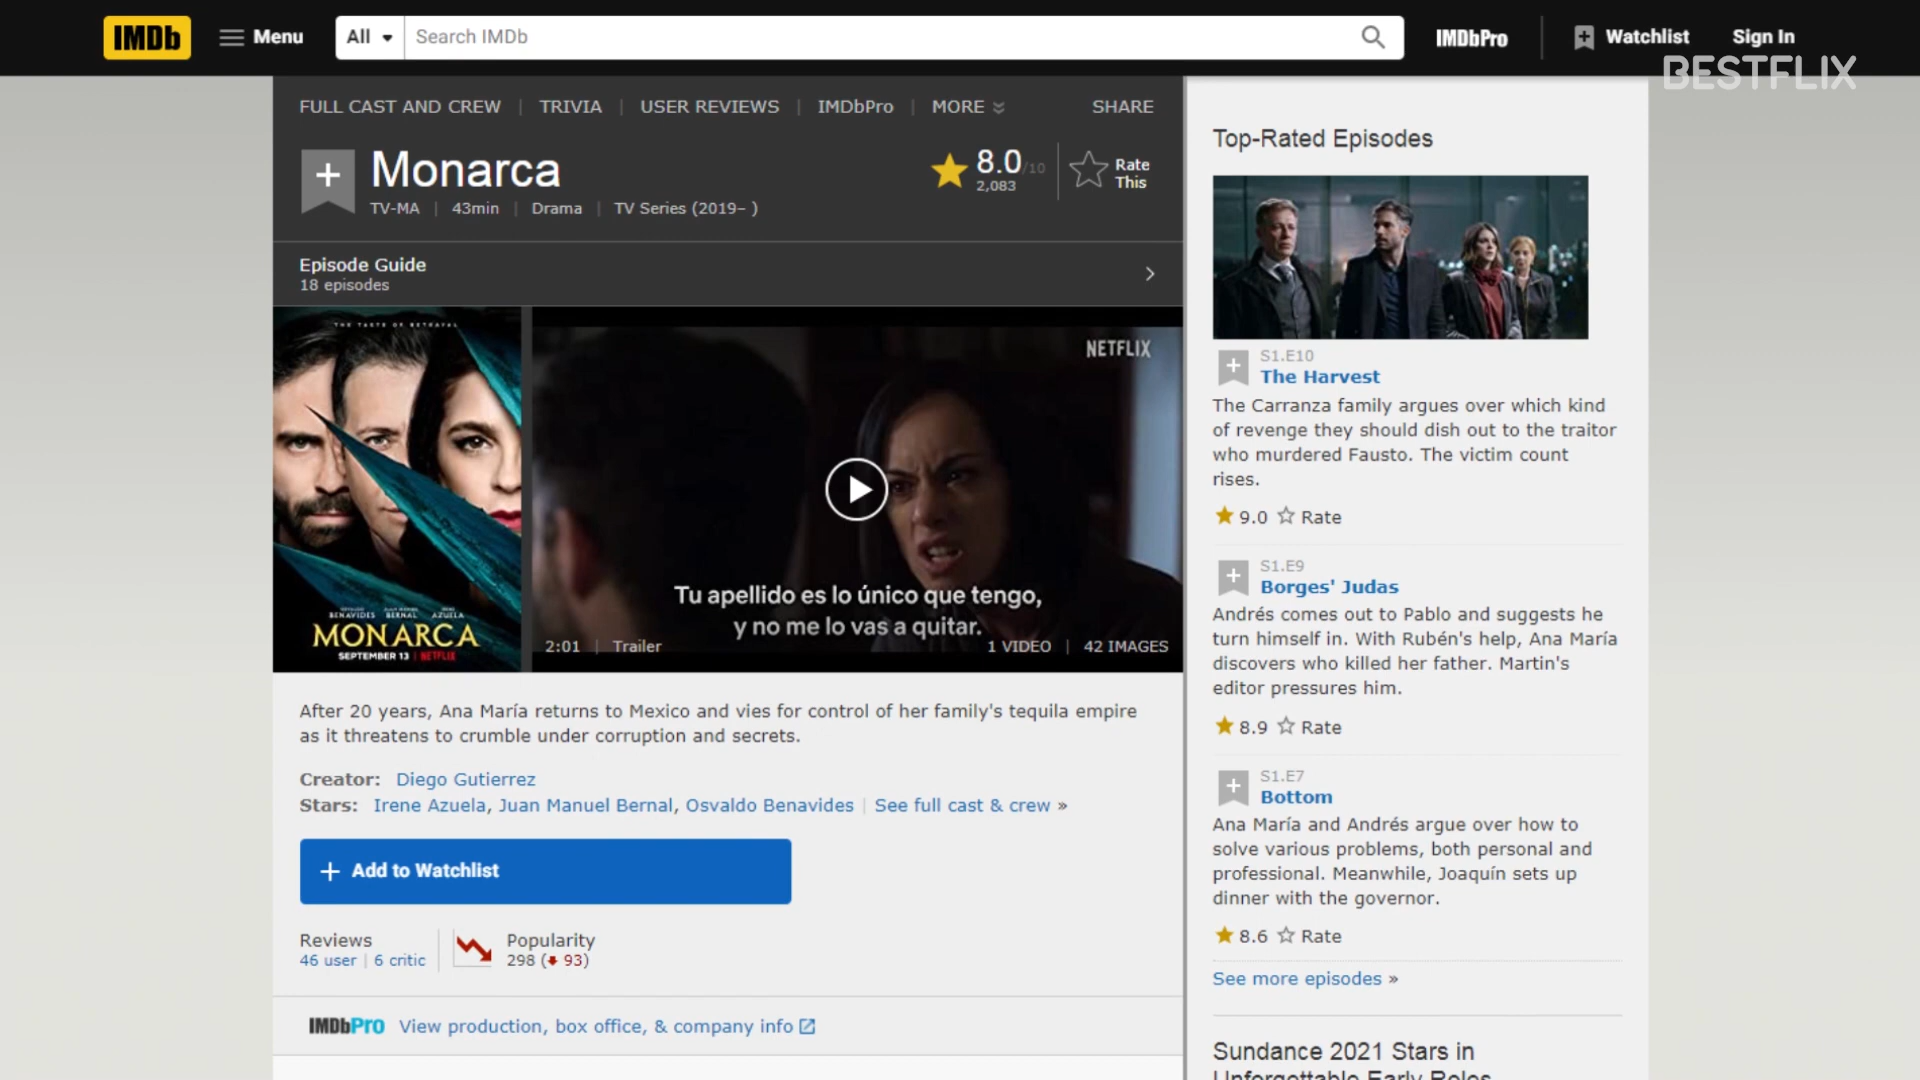 IMDb
Menu
All
Search IMDb
IMDbPro
Watchlist
Sign In
BESTFLIX
FULL CAST AND CREW | TRIVIA | USER REVIEWS | IMDbPro | MORE
SHARE
Monarca
8.0/10
2,083
Rate
This
TV-MA | 43min | Drama | TV Series (2019– )
Episode Guide
18 episodes
THE TASTE OF BETRAYAL
BENAVIDES BERNAL AZUELA
MONARCA
SEPTEMBER 13 | NETFLIX
NETFLIX
Tu apellido es lo único que tengo,
y no me lo vas a quitar.
2:01 | Trailer
1 VIDEO | 42 IMAGES
After 20 years, Ana María returns to Mexico and vies for control of her family's tequila empire
as it threatens to crumble under corruption and secrets.
Creator: Diego Gutierrez
Stars: Irene Azuela, Juan Manuel Bernal, Osvaldo Benavides | See full cast & crew »
+ Add to Watchlist
Reviews
46 user | 6 critic
Popularity
298 (93)
IMDbPro View production, box office, & company info
Top-Rated Episodes
S1.E10
The Harvest
The Carranza family argues over which kind
of revenge they should dish out to the traitor
who murdered Fausto. The victim count
rises.
9.0 Rate
S1.E9
Borges' Judas
Andrés comes out to Pablo and suggests he
turn himself in. With Rubén's help, Ana María
discovers who killed her father. Martin's
editor pressures him.
8.9 Rate
S1.E7
Bottom
Ana María and Andrés argue over how to
solve various problems, both personal and
professional. Meanwhile, Joaquín sets up
dinner with the governor.
8.6 Rate
See more episodes »
Sundance 2021 Stars in
Unforgettable Early Roles